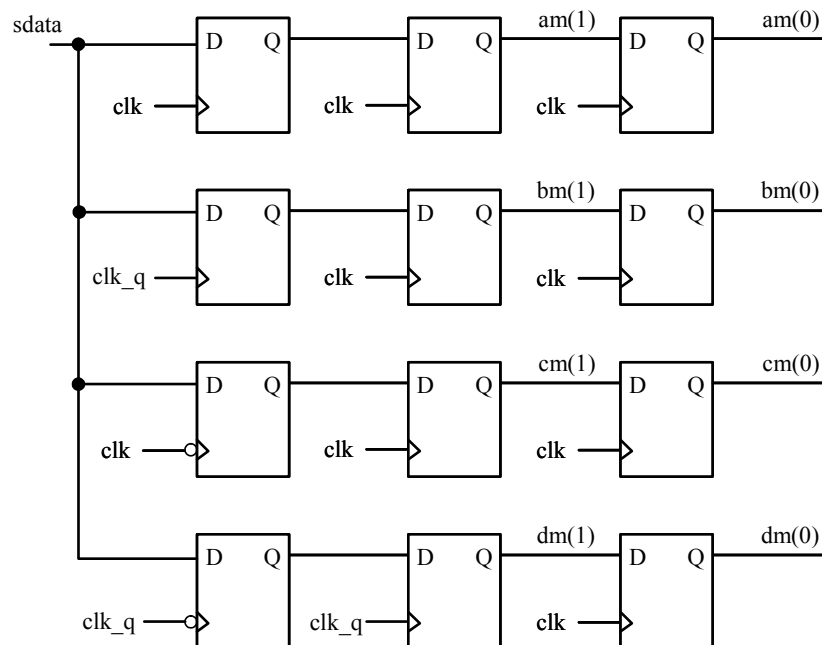 sdata
am(1) am(0)
D Q D Q D Q
clk clk clk
bm(1) bm(0)
D Q D Q D Q
clk_q clk clk
cm(1) cm(0)
D Q D Q D Q
clk clk clk
dm(1) dm(0)
D Q D Q D Q
clk_q clk_q clk